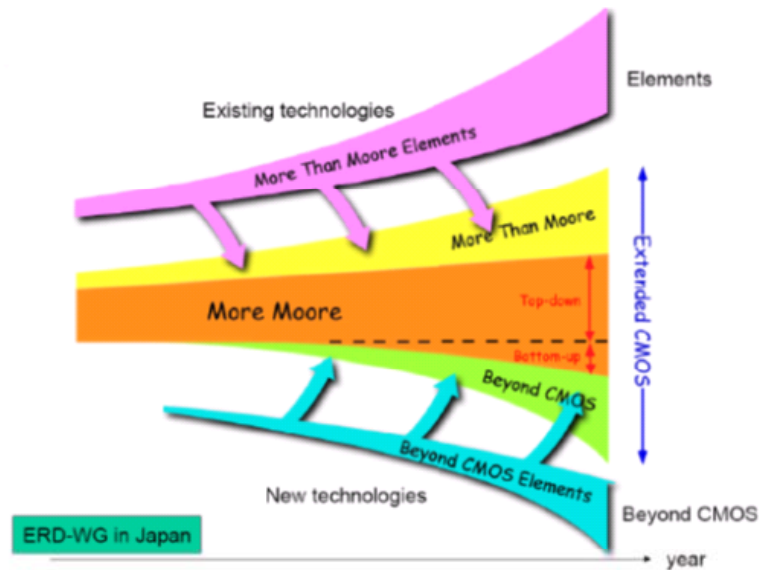 Elements
Existing technologies
More Than Moore Elements
More Than Moore
More Moore
Top-down
Extended CMOS
Bottom-up
Beyond CMOS
Beyond CMOS Elements
New technologies
Beyond CMOS
ERD-WG in Japan
year